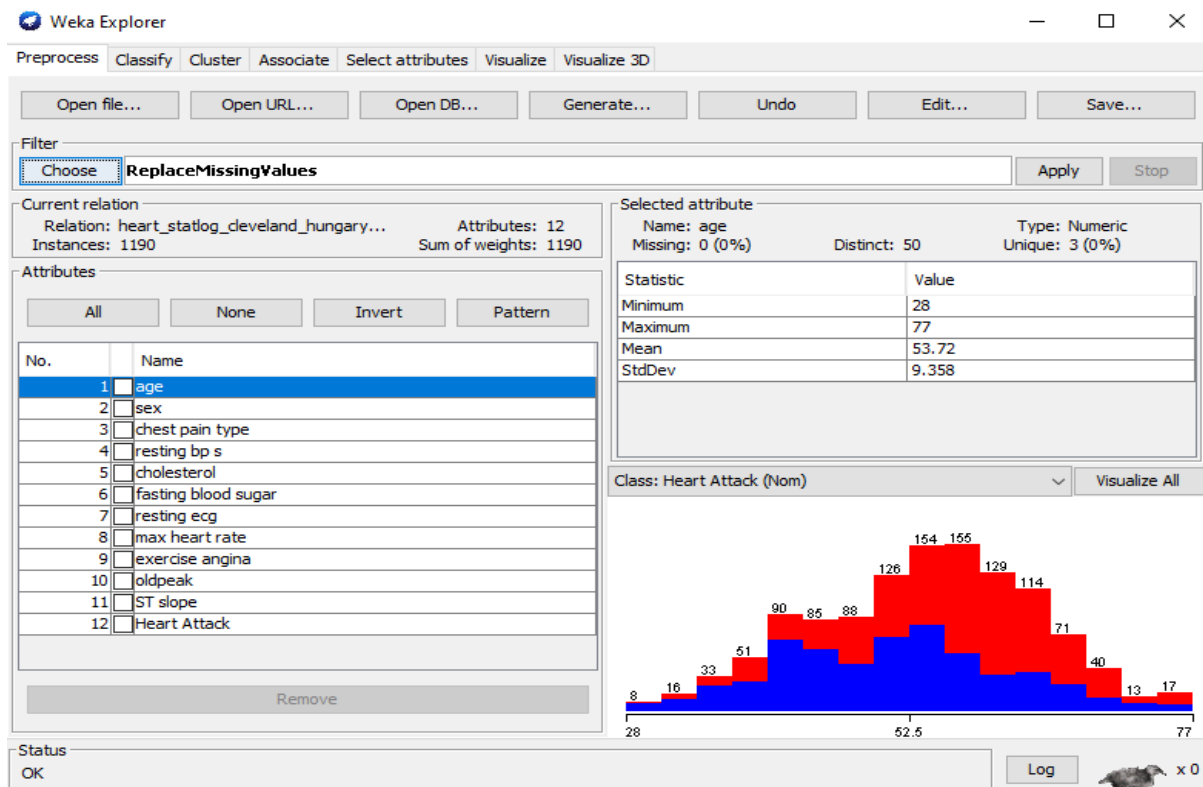 Weka Explorer
Preprocess Classify Cluster Associate Select attributes Visualize Visualize 3D
Open file... Open URL... Open DB... Generate... Undo Edit... Save...
Filter
Choose ReplaceMissingValues Apply Stop
Current relation
Relation: heart_statlog_cleveland_hungary... Attributes: 12
Instances: 1190 Sum of weights: 1190
Attributes
All None Invert Pattern
No. Name
1 age
2 sex
3 chest pain type
4 resting bp s
5 cholesterol
6 fasting blood sugar
7 resting ecg
8 max heart rate
9 exercise angina
10 oldpeak
11 ST slope
12 Heart Attack
Remove
Selected attribute
Name: age Type: Numeric
Missing: 0 (0%) Distinct: 50 Unique: 3 (0%)
Statistic Value
Minimum 28
Maximum 77
Mean 53.72
StdDev 9.358
Class: Heart Attack (Nom) Visualize All
8 16 33 51 90 85 88 126 154 155 129 114 71 40 13 17
28 52.5 77
Status
OK Log x 0